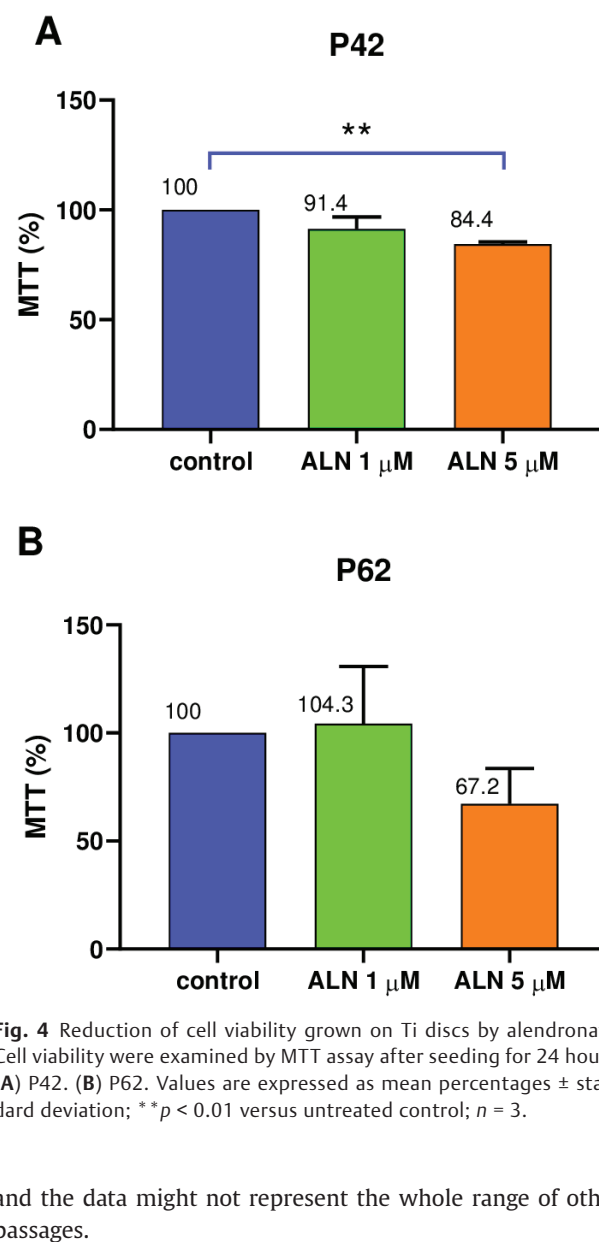 A
P42
150
**
100
91.4
84.4
100
MTT (%)
50
0
control ALN 1 μM ALN 5 μM
B
P62
150
104.3
100
100
67.2
MTT (%)
50
0
control ALN 1 μM ALN 5 μM
Fig. 4 Reduction of cell viability grown on Ti discs by
Cell viability were examined by MTT assay after seeding for 24
(A) P42. (B) P62. Values are expressed as mean percentages ±
dard deviation; **p < 0.01 versus untreated control; n = 3.
and the data might not represent the whole range of
passages.